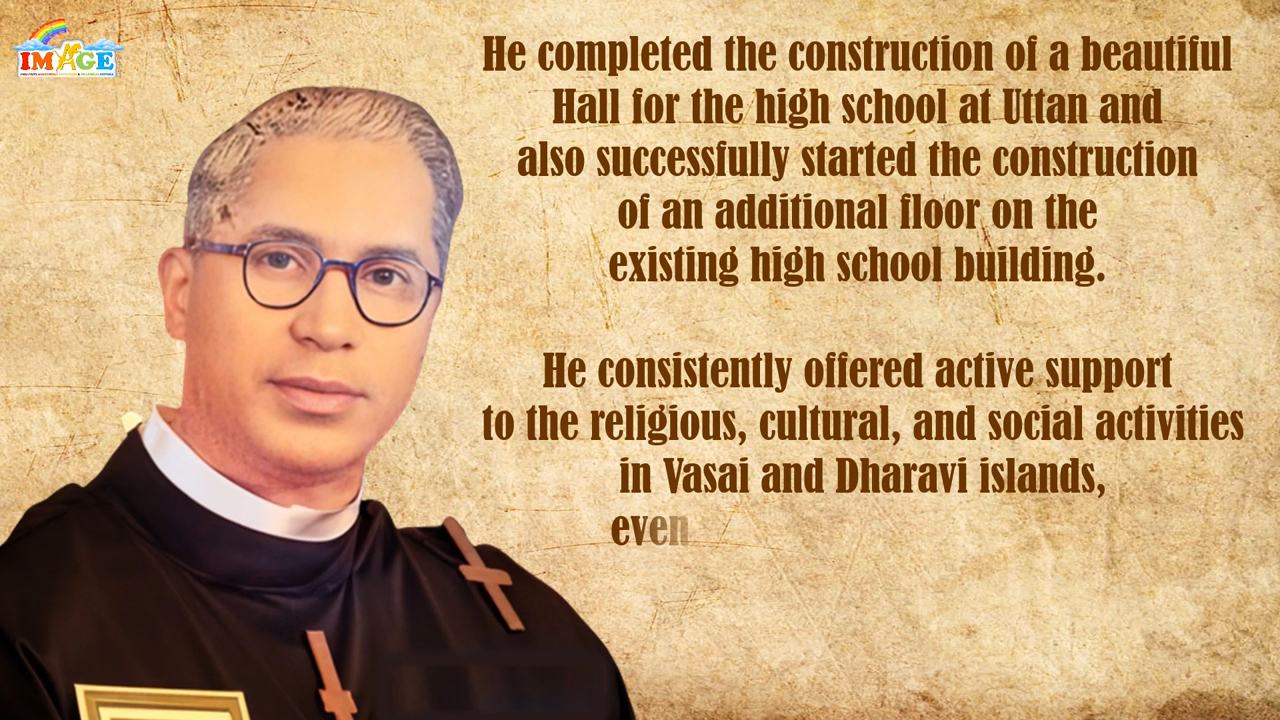 IMAGE
He completed the construction of a beautiful
Hall for the high school at Uttan and
also successfully started the construction
of an additional floor on the
existing high school building.
He consistently offered active support
to the religious, cultural, and social activities
in Vasai and Dharavi islands,
even